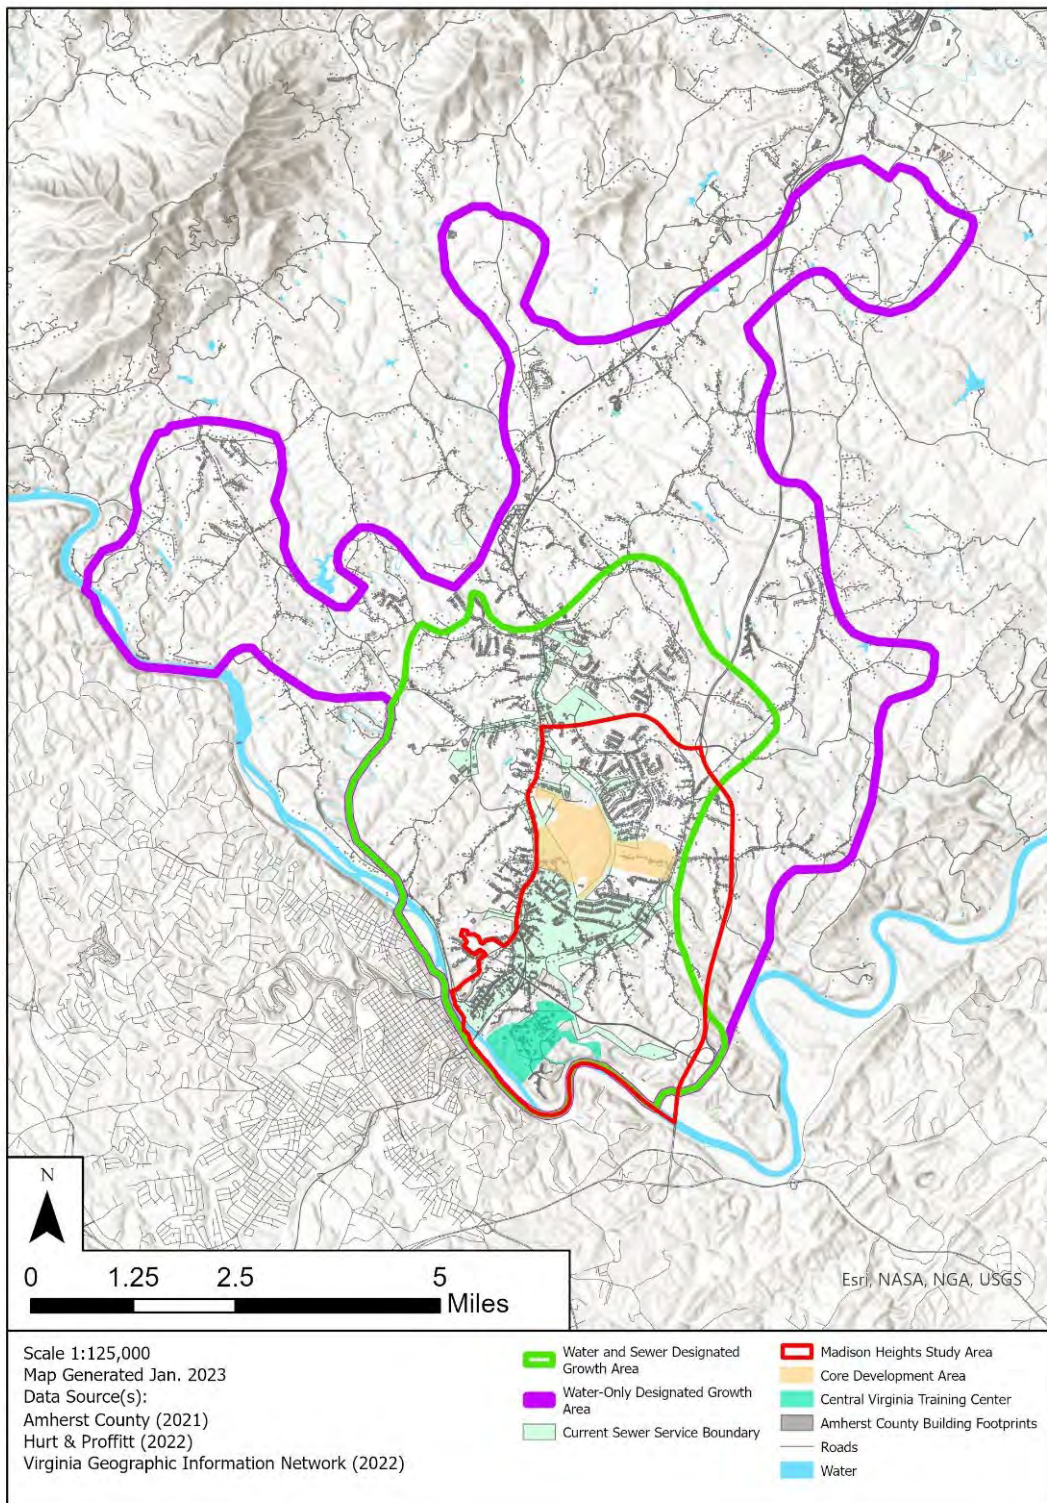 N
0 1.25 2.5 5
Miles
Esri, NASA, NGA, USGS
Scale 1:125,000
Map Generated Jan. 2023
Data Source(s):
Amherst County (2021)
Hurt & Proffitt (2022)
Virginia Geographic Information Network (2022)
Water and Sewer Designated
Growth Area
Water-Only Designated Growth
Area
Current Sewer Service Boundary
Madison Heights Study Area
Core Development Area
Central Virginia Training Center
Amherst County Building Footprints
Roads
Water